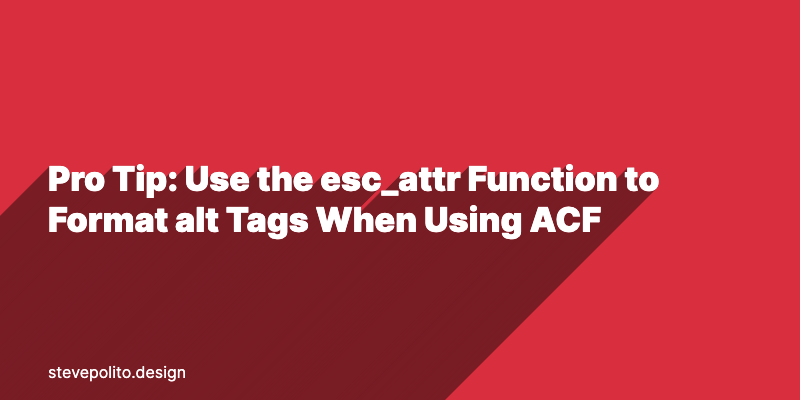 Pro Tip: Use the esc_attr Function to
Format alt Tags When Using ACF
stevepolito.design